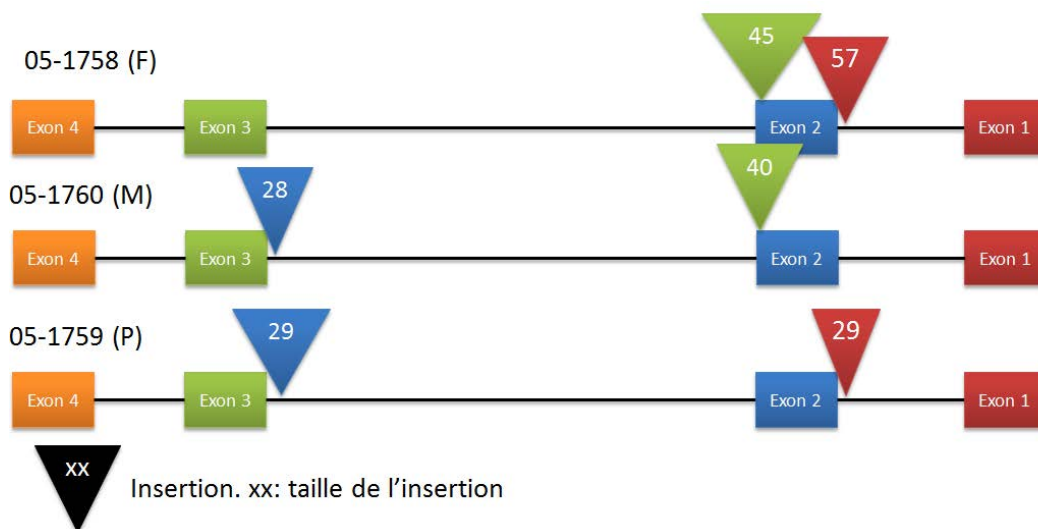 45
57
05-1758 (F)
Exon 4 Exon 3 Exon 2 Exon 1
05-1760 (M)
28
40
Exon 4 Exon 3 Exon 2 Exon 1
05-1759 (P)
29
29
Exon 4 Exon 3 Exon 2 Exon 1
xx
Insertion. xx: taille de l’insertion